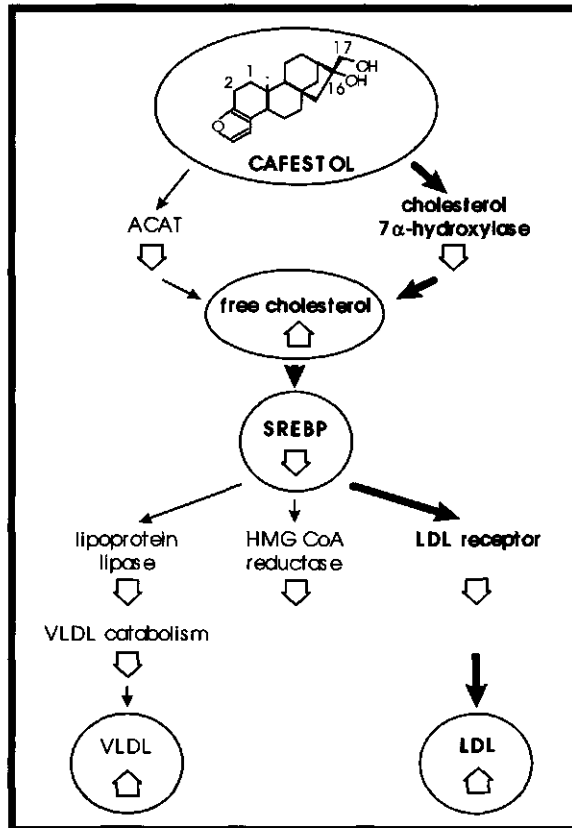 17
1
2
OH
OH
16
O
CAFESTOL
ACAT
cholesterol
7α-hydroxylase
free cholesterol
SREBP
lipoprotein
lipase
HMG CoA
reductase
LDL receptor
VLDL catabolism
VLDL
LDL